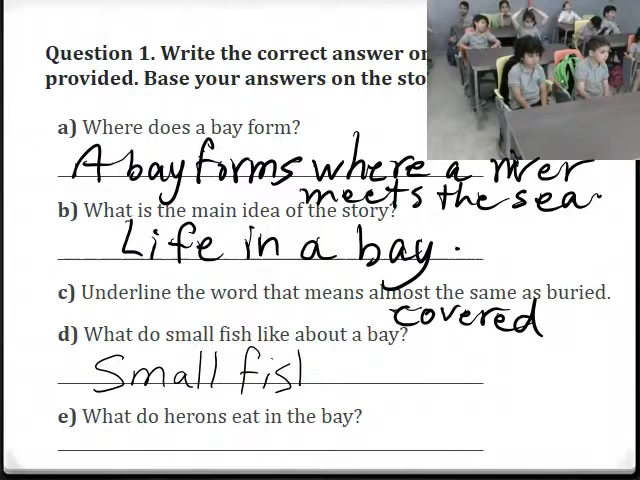 Question 1. Write the correct answer on
provided. Base your answers on the sto
a) Where does a bay form?
A bay forms where a river
meets the sea.
b) What is the main idea of the story?
Life in a bay.
c) Underline the word that means almost the same as buried.
covered
d) What do small fish like about a bay?
Small fis
e) What do herons eat in the bay?